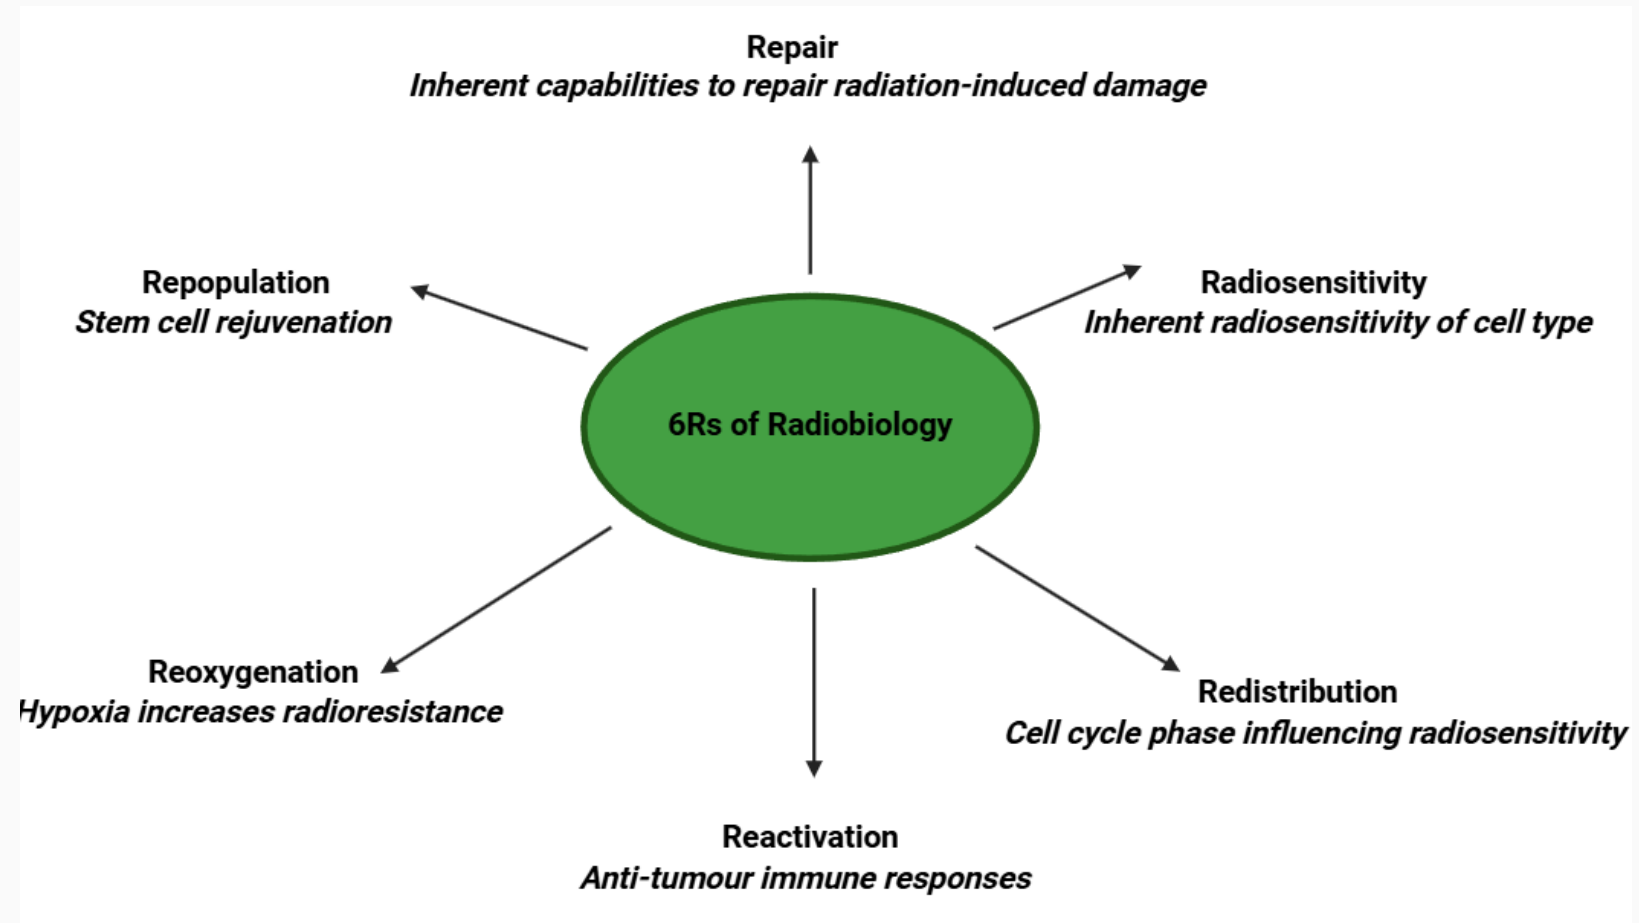 Repair
Inherent capabilities to repair radiation-induced damage
Repopulation
Stem cell rejuvenation
Radiosensitivity
Inherent radiosensitivity of cell type
6Rs of Radiobiology
Reoxygenation
Hypoxia increases radioresistance
Redistribution
Cell cycle phase influencing radiosensitivity
Reactivation
Anti-tumour immune responses